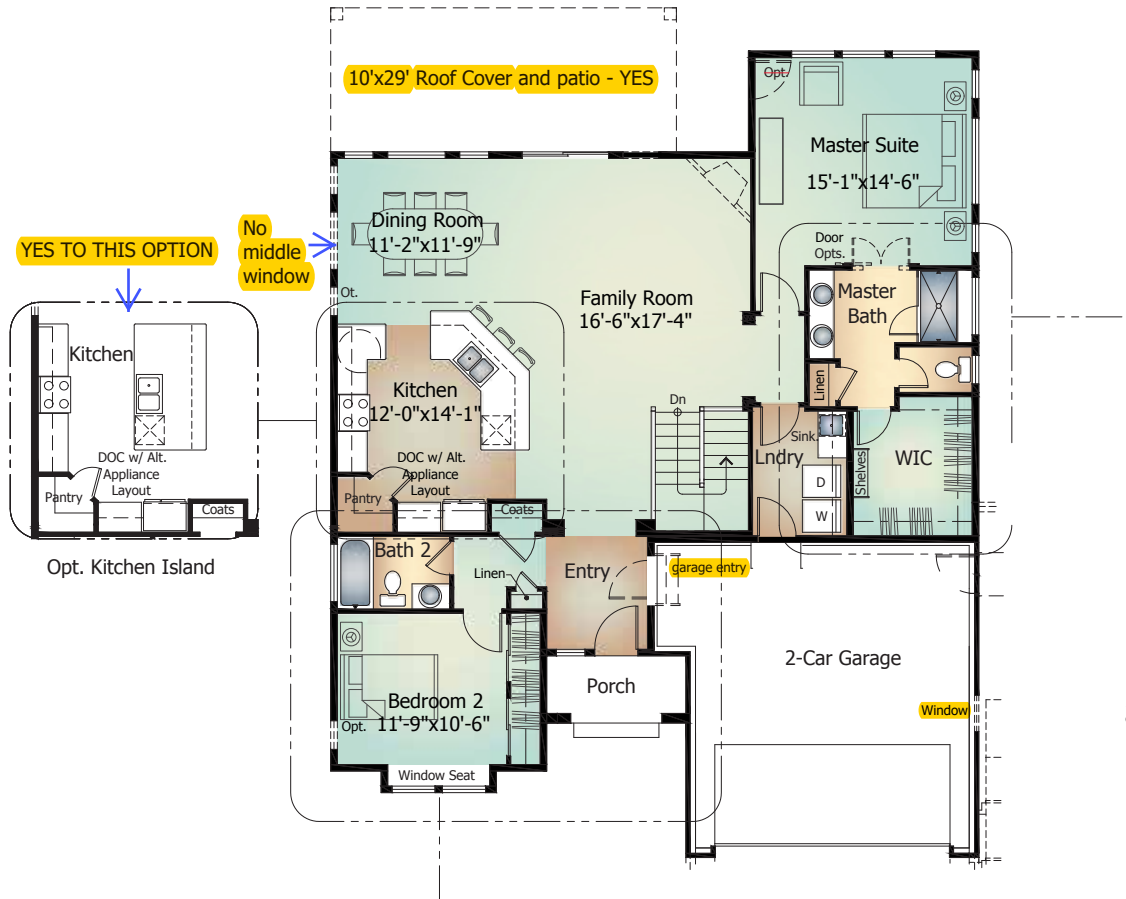 10'x29' Roof Cover and patio - YES
Opt.
Master Suite
15'-1"x14'-6"
Dining Room
11'-2"x11'-9"
No
middle
window
YES TO THIS OPTION
Door
Opts.
Ot.
Family Room
16'-6"x17'-4"
Master
Bath
Kitchen
Kitchen
12'-0"x14'-1"
Linen
Dn
Sink.
Lndry
WIC
Shelves
D
W
DOC w/ Alt.
Appliance
Layout
Pantry
Coats
DOC w/ Alt.
Appliance
Layout
Pantry
Coats
Opt. Kitchen Island
Bath 2
Linen
Entry
garage entry
2-Car Garage
Porch
Window
Bedroom 2
11'-9"x10'-6"
Opt.
Window Seat